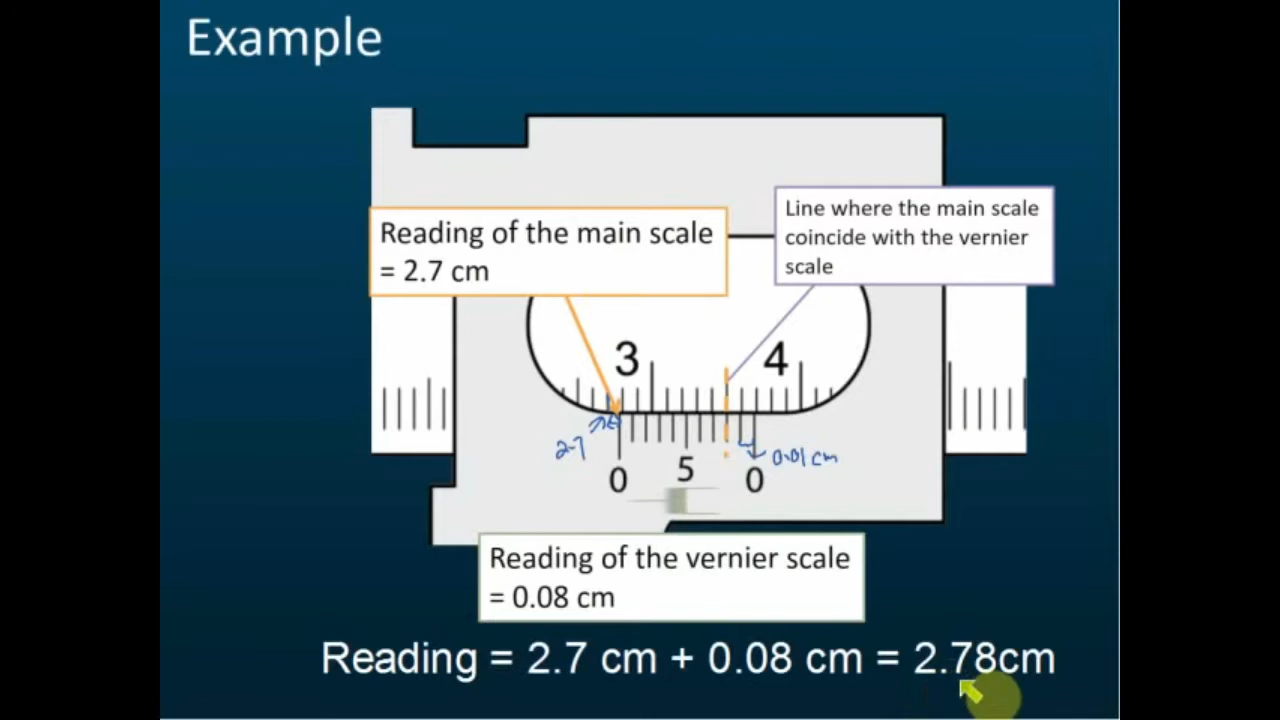 Example
Reading of the main scale
= 2.7 cm
Line where the main scale
coincide with the vernier
scale
3 4
2.7
0.01 cm
0 5 0
Reading of the vernier scale
= 0.08 cm
Reading = 2.7 cm + 0.08 cm = 2.78cm